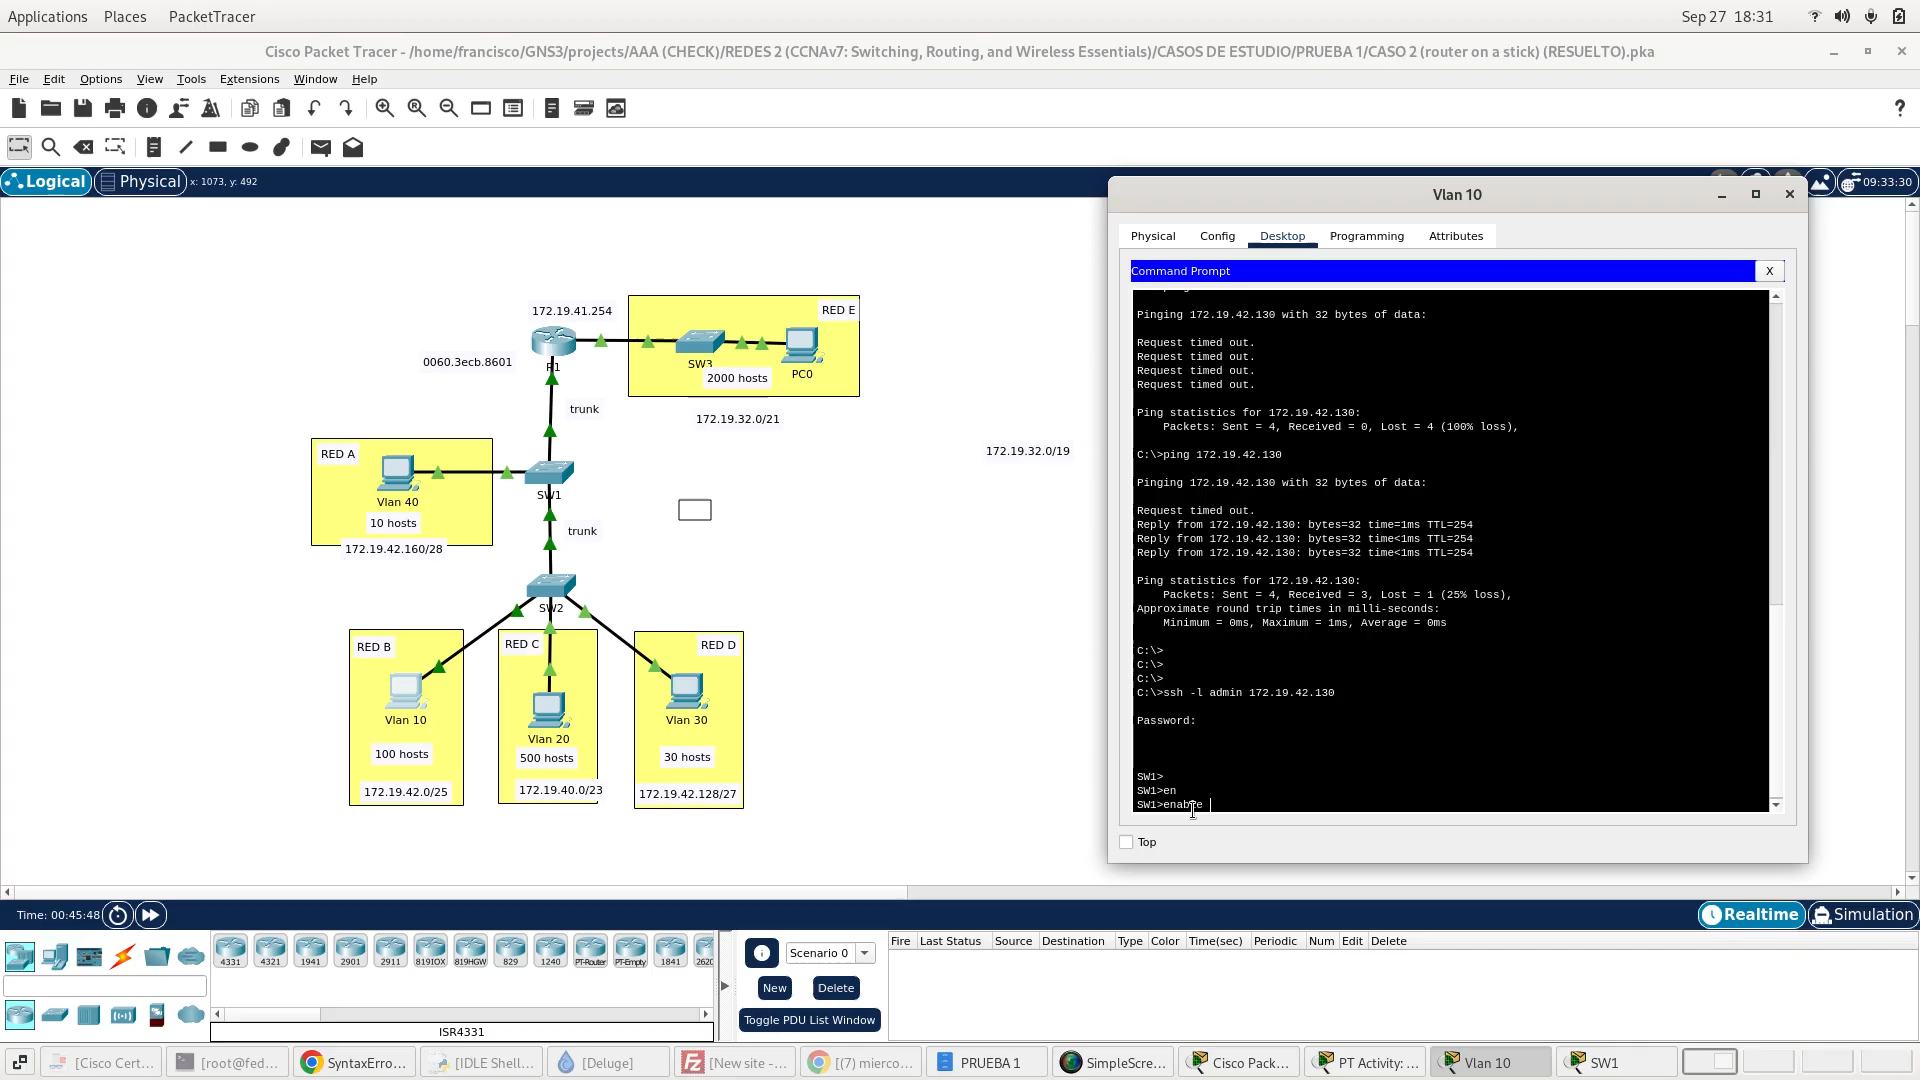 Applications Places PacketTracer Sep 27 18:31
Cisco Packet Tracer - /home/francisco/GNS3/projects/AAA (CHECK)/REDES 2 (CCNAv7: Switching, Routing, and Wireless Essentials)/CASOS DE ESTUDIO/PRUEBA 1/CASO 2 (router on a stick) (RESUELTO).pka
File Edit Options View Tools Extensions Window Help
Logical Physical x: 1073, y: 492 09:33:30
172.19.41.254
RED E
0060.3ecb.8601
R1
SW3
PC0
2000 hosts
trunk
172.19.32.0/21
172.19.32.0/19
RED A
Vlan 40
SW1
10 hosts
trunk
172.19.42.160/28
SW2
RED B
RED C
RED D
Vlan 10
Vlan 20
Vlan 30
100 hosts
500 hosts
30 hosts
172.19.42.0/25
172.19.40.0/23
172.19.42.128/27
Vlan 10
Physical Config Desktop Programming Attributes
Command Prompt X
Pinging 172.19.42.130 with 32 bytes of data:
Request timed out.
Request timed out.
Request timed out.
Request timed out.
Ping statistics for 172.19.42.130:
Packets: Sent = 4, Received = 0, Lost = 4 (100% loss),
C:\>ping 172.19.42.130
Pinging 172.19.42.130 with 32 bytes of data:
Request timed out.
Reply from 172.19.42.130: bytes=32 time=1ms TTL=254
Reply from 172.19.42.130: bytes=32 time<1ms TTL=254
Reply from 172.19.42.130: bytes=32 time<1ms TTL=254
Ping statistics for 172.19.42.130:
Packets: Sent = 4, Received = 3, Lost = 1 (25% loss),
Approximate round trip times in milli-seconds:
Minimum = 0ms, Maximum = 1ms, Average = 0ms
C:\>
C:\>
C:\>
C:\>ssh -l admin 172.19.42.130
Password:
SW1>
SW1>en
SW1>enable
Top
Time: 00:45:48 Realtime Simulation
4331 4321 1941 2901 2911 819IOX 819HGW 829 1240 PT-Router PT-Empty 1841 2620
ISR4331
Scenario 0
New Delete
Toggle PDU List Window
Fire Last Status Source Destination Type Color Time(sec) Periodic Num Edit Delete
[Cisco Cert... [root@fed... SyntaxErro... [IDLE Shell... [Deluge] [New site -... [(7) mierco... PRUEBA 1 SimpleScre... Cisco Pack... PT Activity: ... Vlan 10 SW1